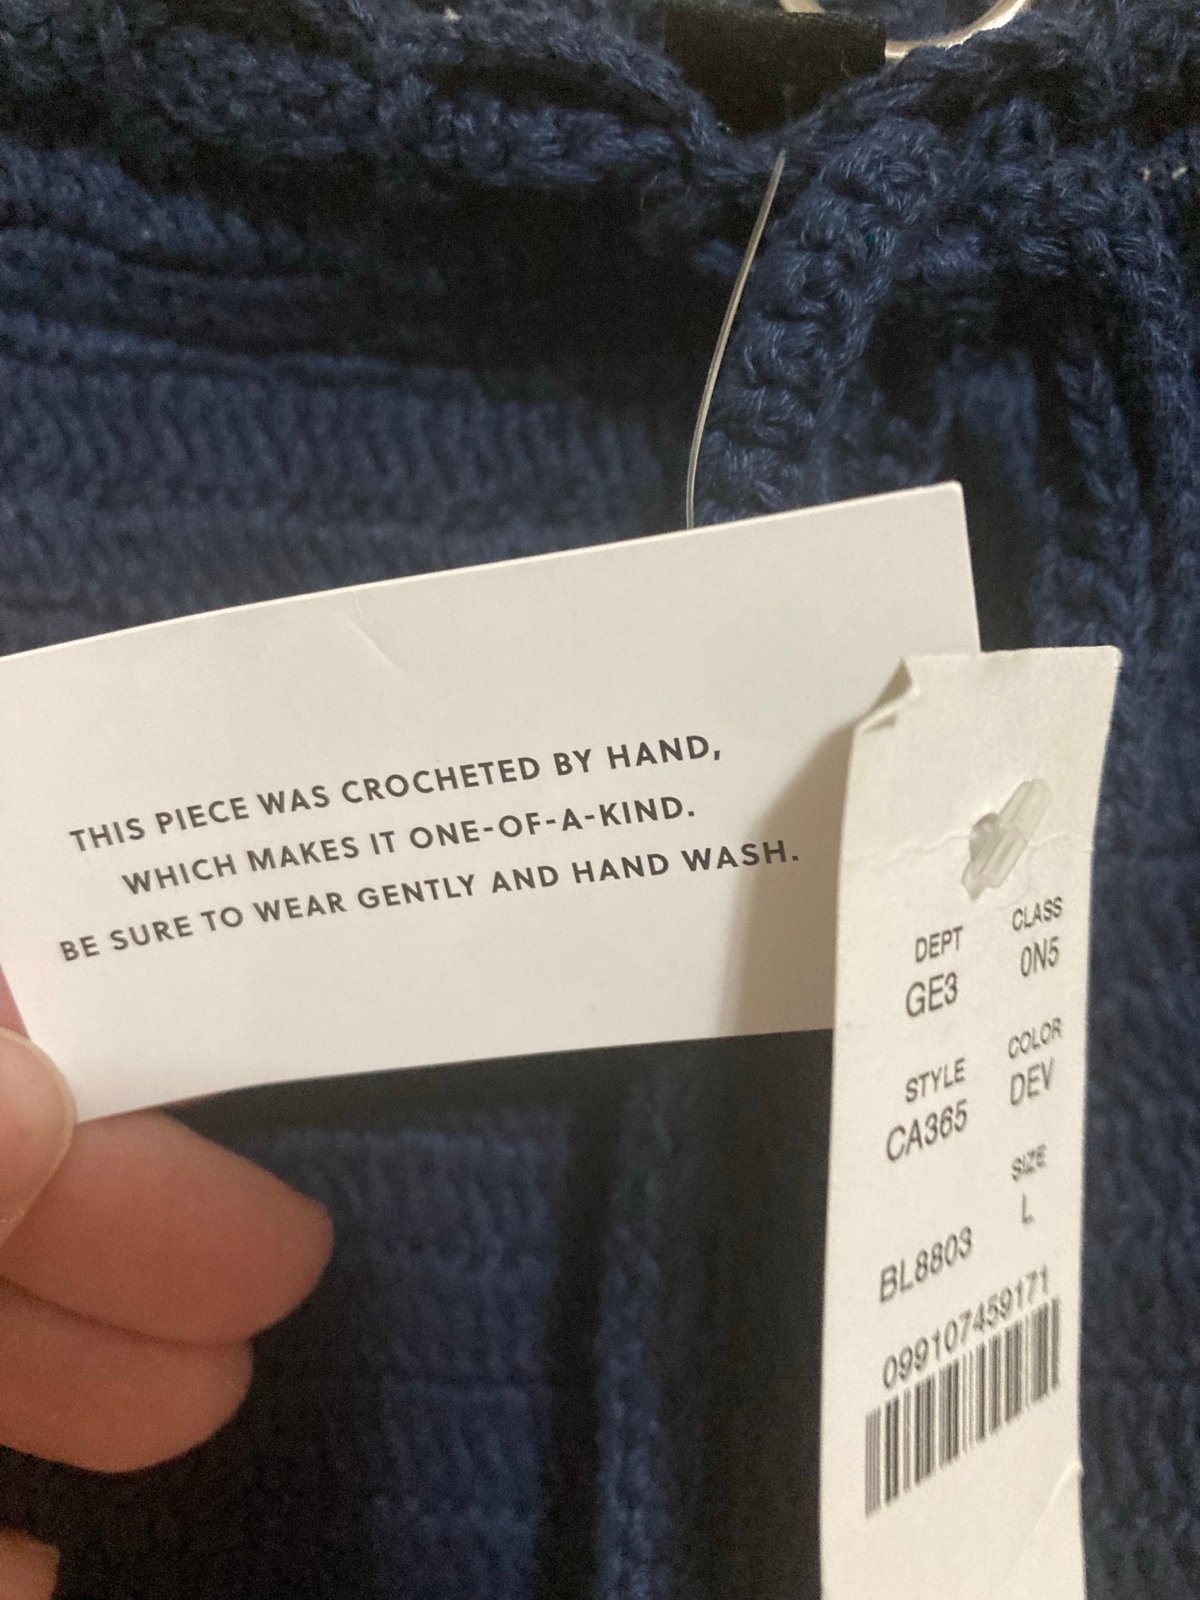 THIS PIECE WAS CROCHETED BY HAND,
WHICH MAKES IT ONE-OF-A-KIND.
BE SURE TO WEAR GENTLY AND HAND WASH.
DEPT CLASS
GE3 0N5
STYLE COLOR
CA365 DEV
SIZE
L
BL8803
099107459171